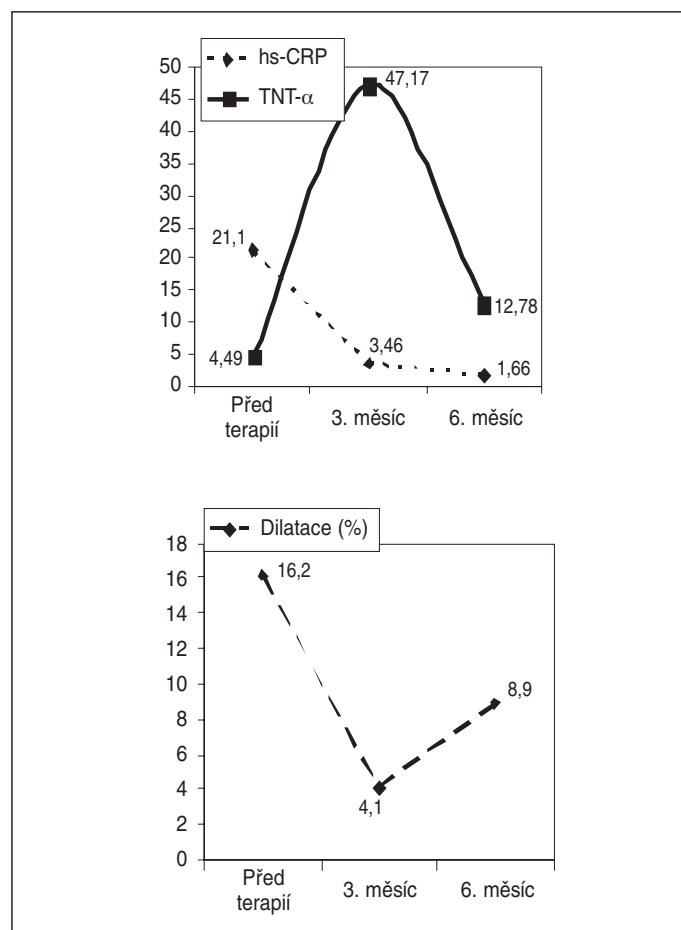 hs-CRP
TNT-α
50
45
40
35
30
25
20
15
10
5
0
47,17
21,1
4,49
3,46
12,78
1,66
Před
terapií
3. měsíc
6. měsíc
Dilatace (%)
18
16
14
12
10
8
6
4
2
0
16,2
4,1
8,9
Před
terapií
3. měsíc
6. měsíc